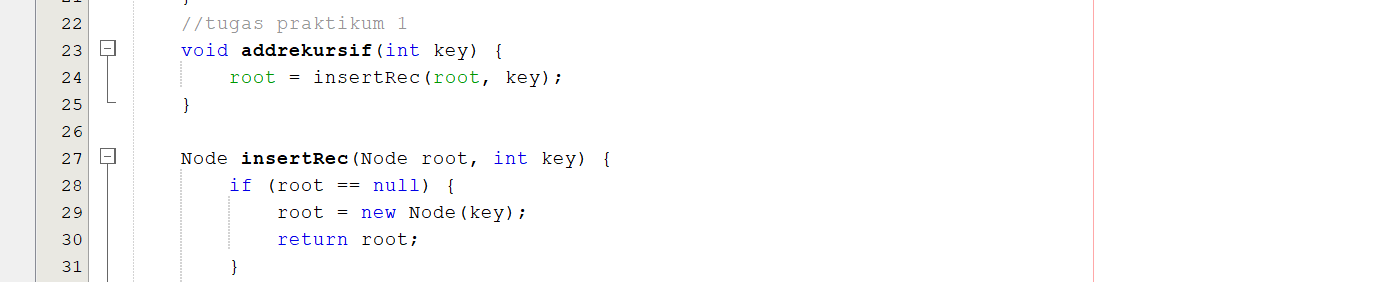 22 //tugas praktikum 1
23 void addrekursif(int key) {
24 root = insertRec(root, key);
25 }
26
27 Node insertRec(Node root, int key) {
28 if (root == null) {
29 root = new Node(key);
30 return root;
31 }